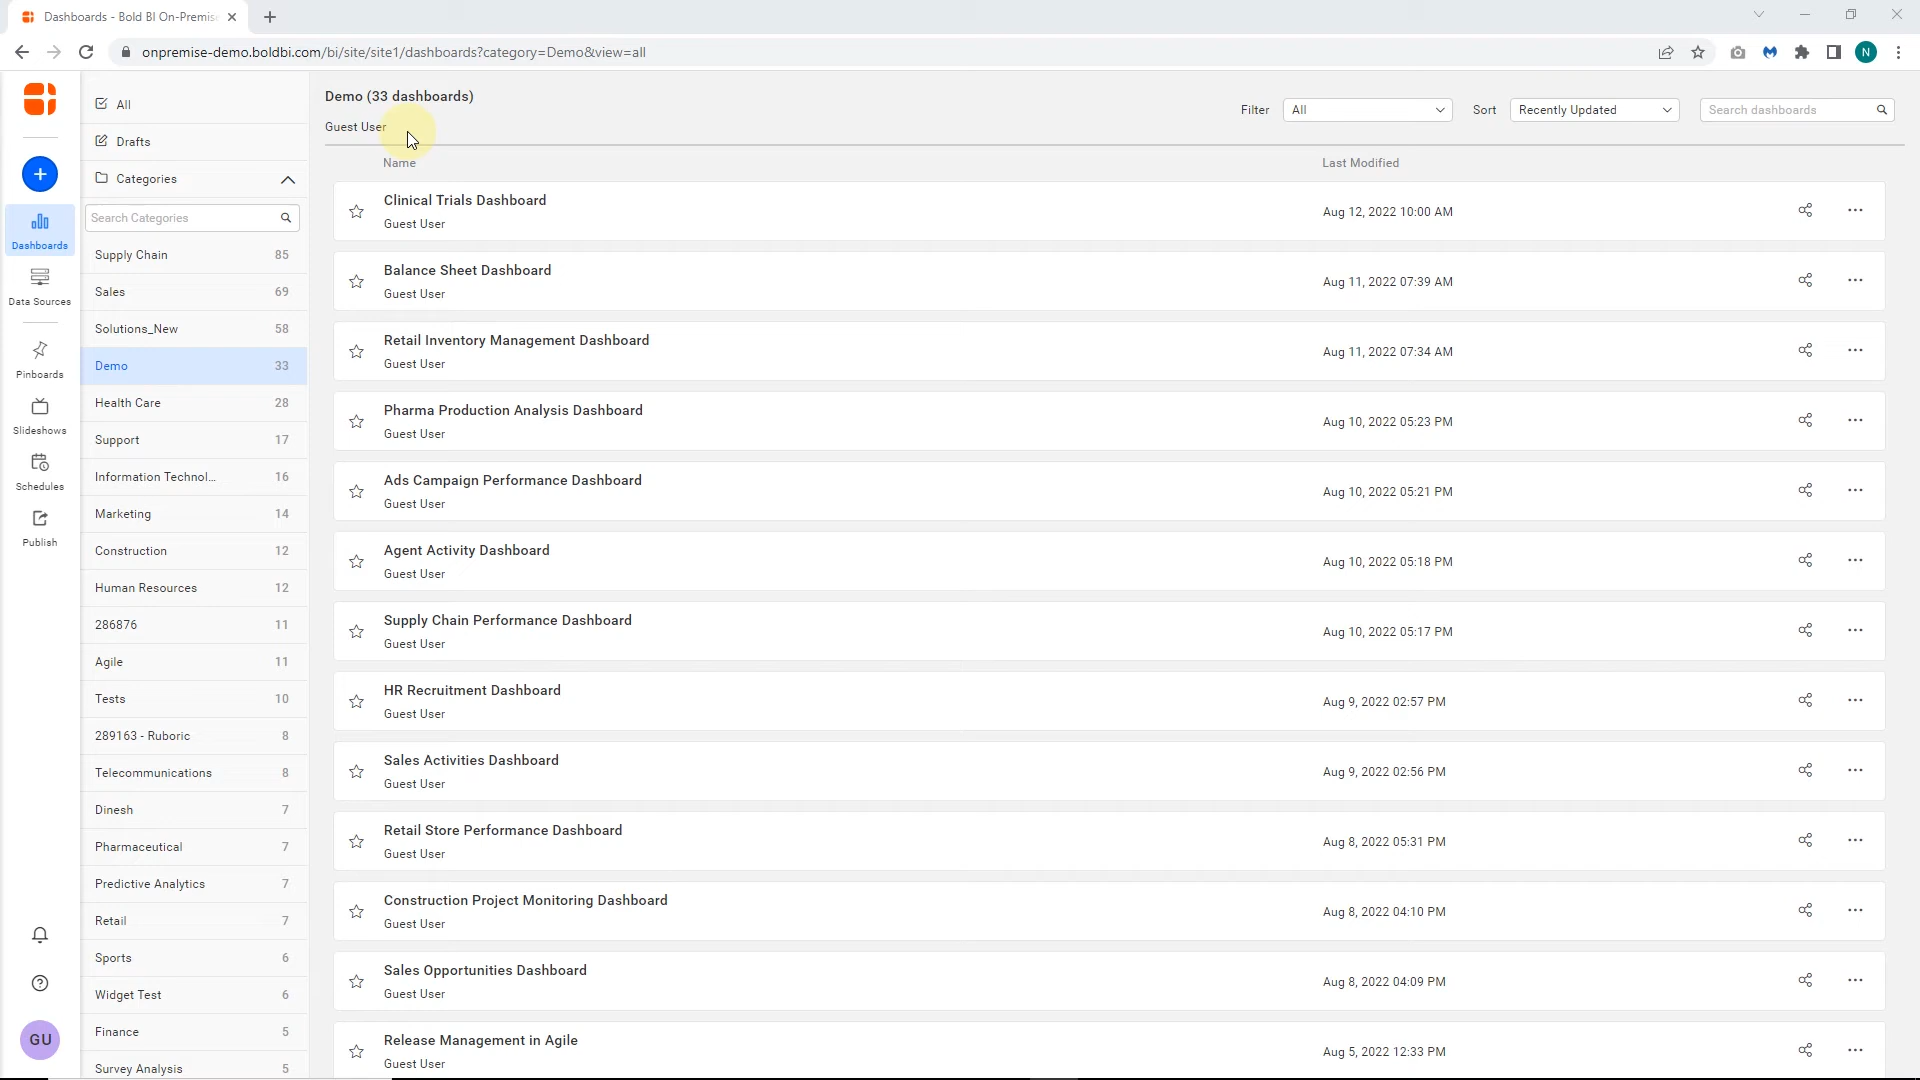 Dashboards - Bold BI On-Premis
onpremise-demo.boldbi.com/bi/site/site1/dashboards?category=Demo&view=all
N
Dashboards
Data Sources
Pinboards
Slideshows
Schedules
Publish
GU
All
Drafts
Categories
Search Categories
Supply Chain 85
Sales 69
Solutions_New 58
Demo 33
Health Care 28
Support 17
Information Technol... 16
Marketing 14
Construction 12
Human Resources 12
286876 11
Agile 11
Tests 10
289163 - Ruboric 8
Telecommunications 8
Dinesh 7
Pharmaceutical 7
Predictive Analytics 7
Retail 7
Sports 6
Widget Test 6
Finance 5
Survey Analysis 5
Demo (33 dashboards)
Guest User
Filter All Sort Recently Updated Search dashboards
Name Last Modified
Clinical Trials Dashboard
Guest User
Aug 12, 2022 10:00 AM
Balance Sheet Dashboard
Guest User
Aug 11, 2022 07:39 AM
Retail Inventory Management Dashboard
Guest User
Aug 11, 2022 07:34 AM
Pharma Production Analysis Dashboard
Guest User
Aug 10, 2022 05:23 PM
Ads Campaign Performance Dashboard
Guest User
Aug 10, 2022 05:21 PM
Agent Activity Dashboard
Guest User
Aug 10, 2022 05:18 PM
Supply Chain Performance Dashboard
Guest User
Aug 10, 2022 05:17 PM
HR Recruitment Dashboard
Guest User
Aug 9, 2022 02:57 PM
Sales Activities Dashboard
Guest User
Aug 9, 2022 02:56 PM
Retail Store Performance Dashboard
Guest User
Aug 8, 2022 05:31 PM
Construction Project Monitoring Dashboard
Guest User
Aug 8, 2022 04:10 PM
Sales Opportunities Dashboard
Guest User
Aug 8, 2022 04:09 PM
Release Management in Agile
Guest User
Aug 5, 2022 12:33 PM